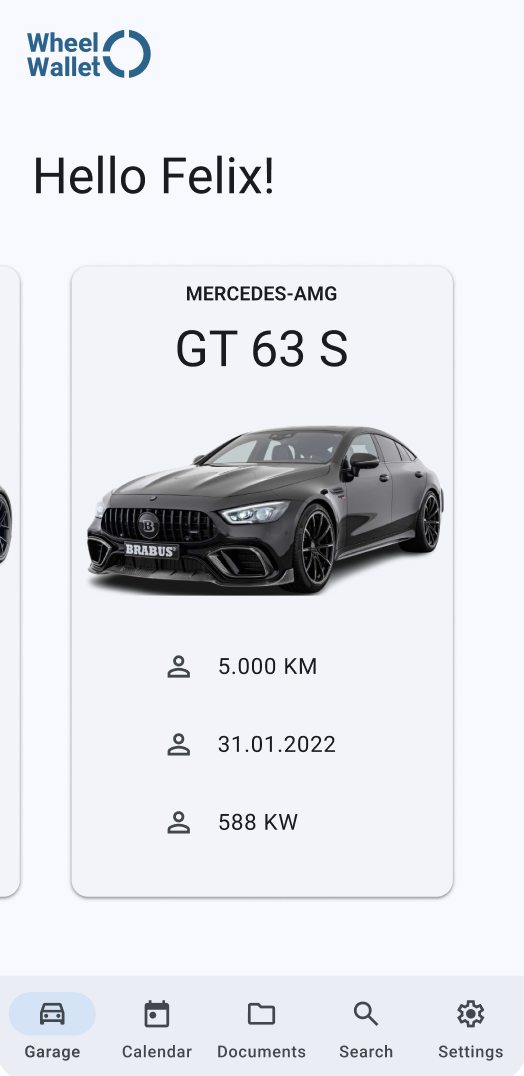 Wheel
Wallet
Hello Felix!
MERCEDES-AMG
GT 63 S
B
BRABUS
5.000 KM
31.01.2022
588 KW
Garage
Calendar
Documents
Search
Settings